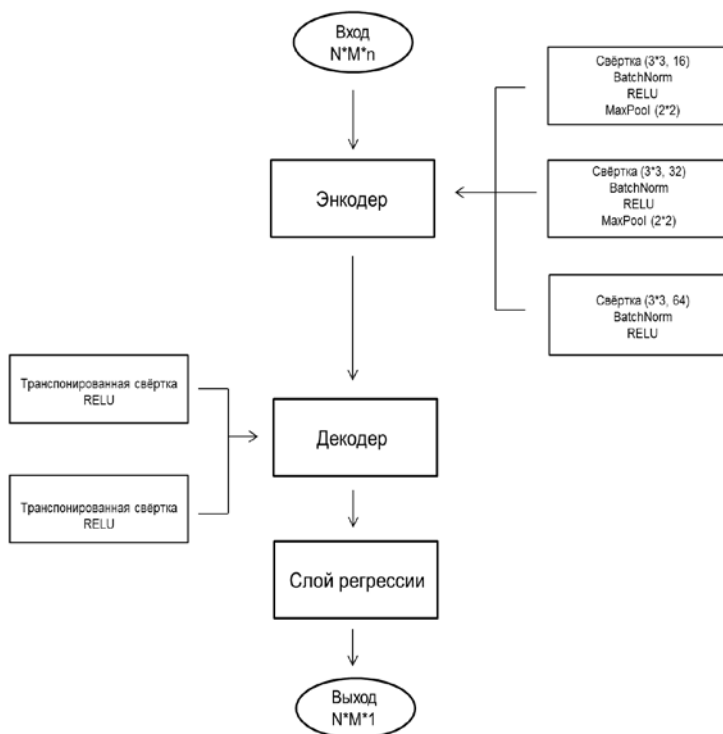 Вход
N*M*n
Свёртка (3*3, 16)
BatchNorm
RELU
MaxPool (2*2)
Энкодер
Свёртка (3*3, 32)
BatchNorm
RELU
MaxPool (2*2)
Свёртка (3*3, 64)
BatchNorm
RELU
Транспонированная свёртка
RELU
Декодер
Транспонированная свёртка
RELU
Слой регрессии
Выход
N*M*1